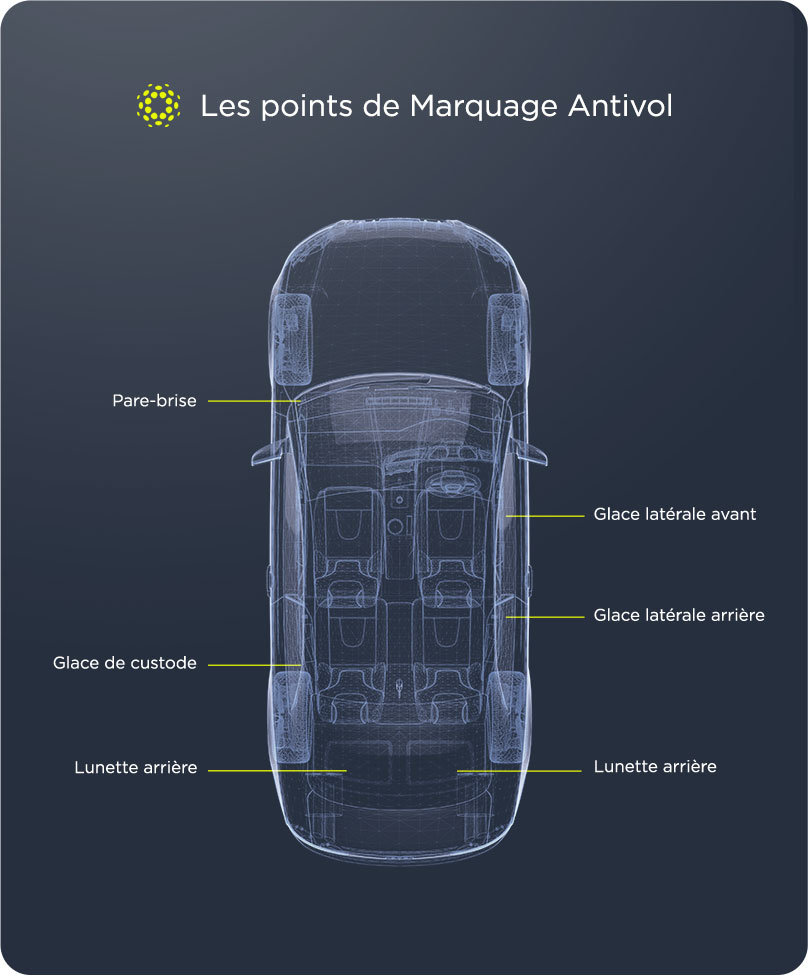 Les points de Marquage Antivol
Pare-brise
Glace latérale avant
Glace latérale arrière
Glace de custode
Lunette arrière
Lunette arrière